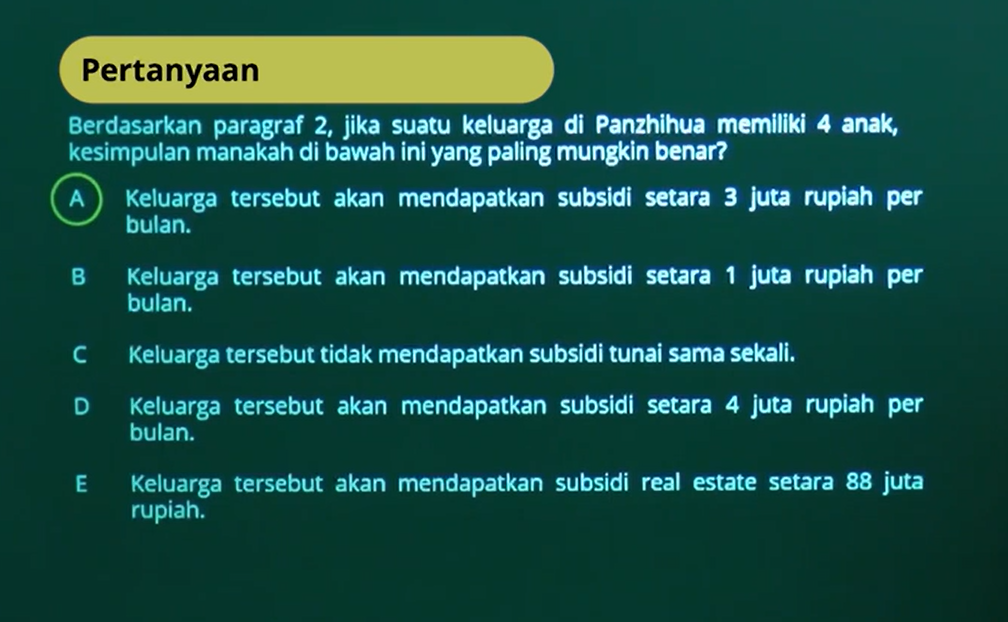 Pertanyaan
Berdasarkan paragraf 2, jika suatu keluarga di Panzhihua memiliki 4 anak,
kesimpulan manakah di bawah ini yang paling mungkin benar?
A Keluarga tersebut akan mendapatkan subsidi setara 3 juta rupiah per
bulan.
B Keluarga tersebut akan mendapatkan subsidi setara 1 juta rupiah per
bulan.
C Keluarga tersebut tidak mendapatkan subsidi tunai sama sekali.
D Keluarga tersebut akan mendapatkan subsidi setara 4 juta rupiah per
bulan.
E Keluarga tersebut akan mendapatkan subsidi real estate setara 88 juta
rupiah.